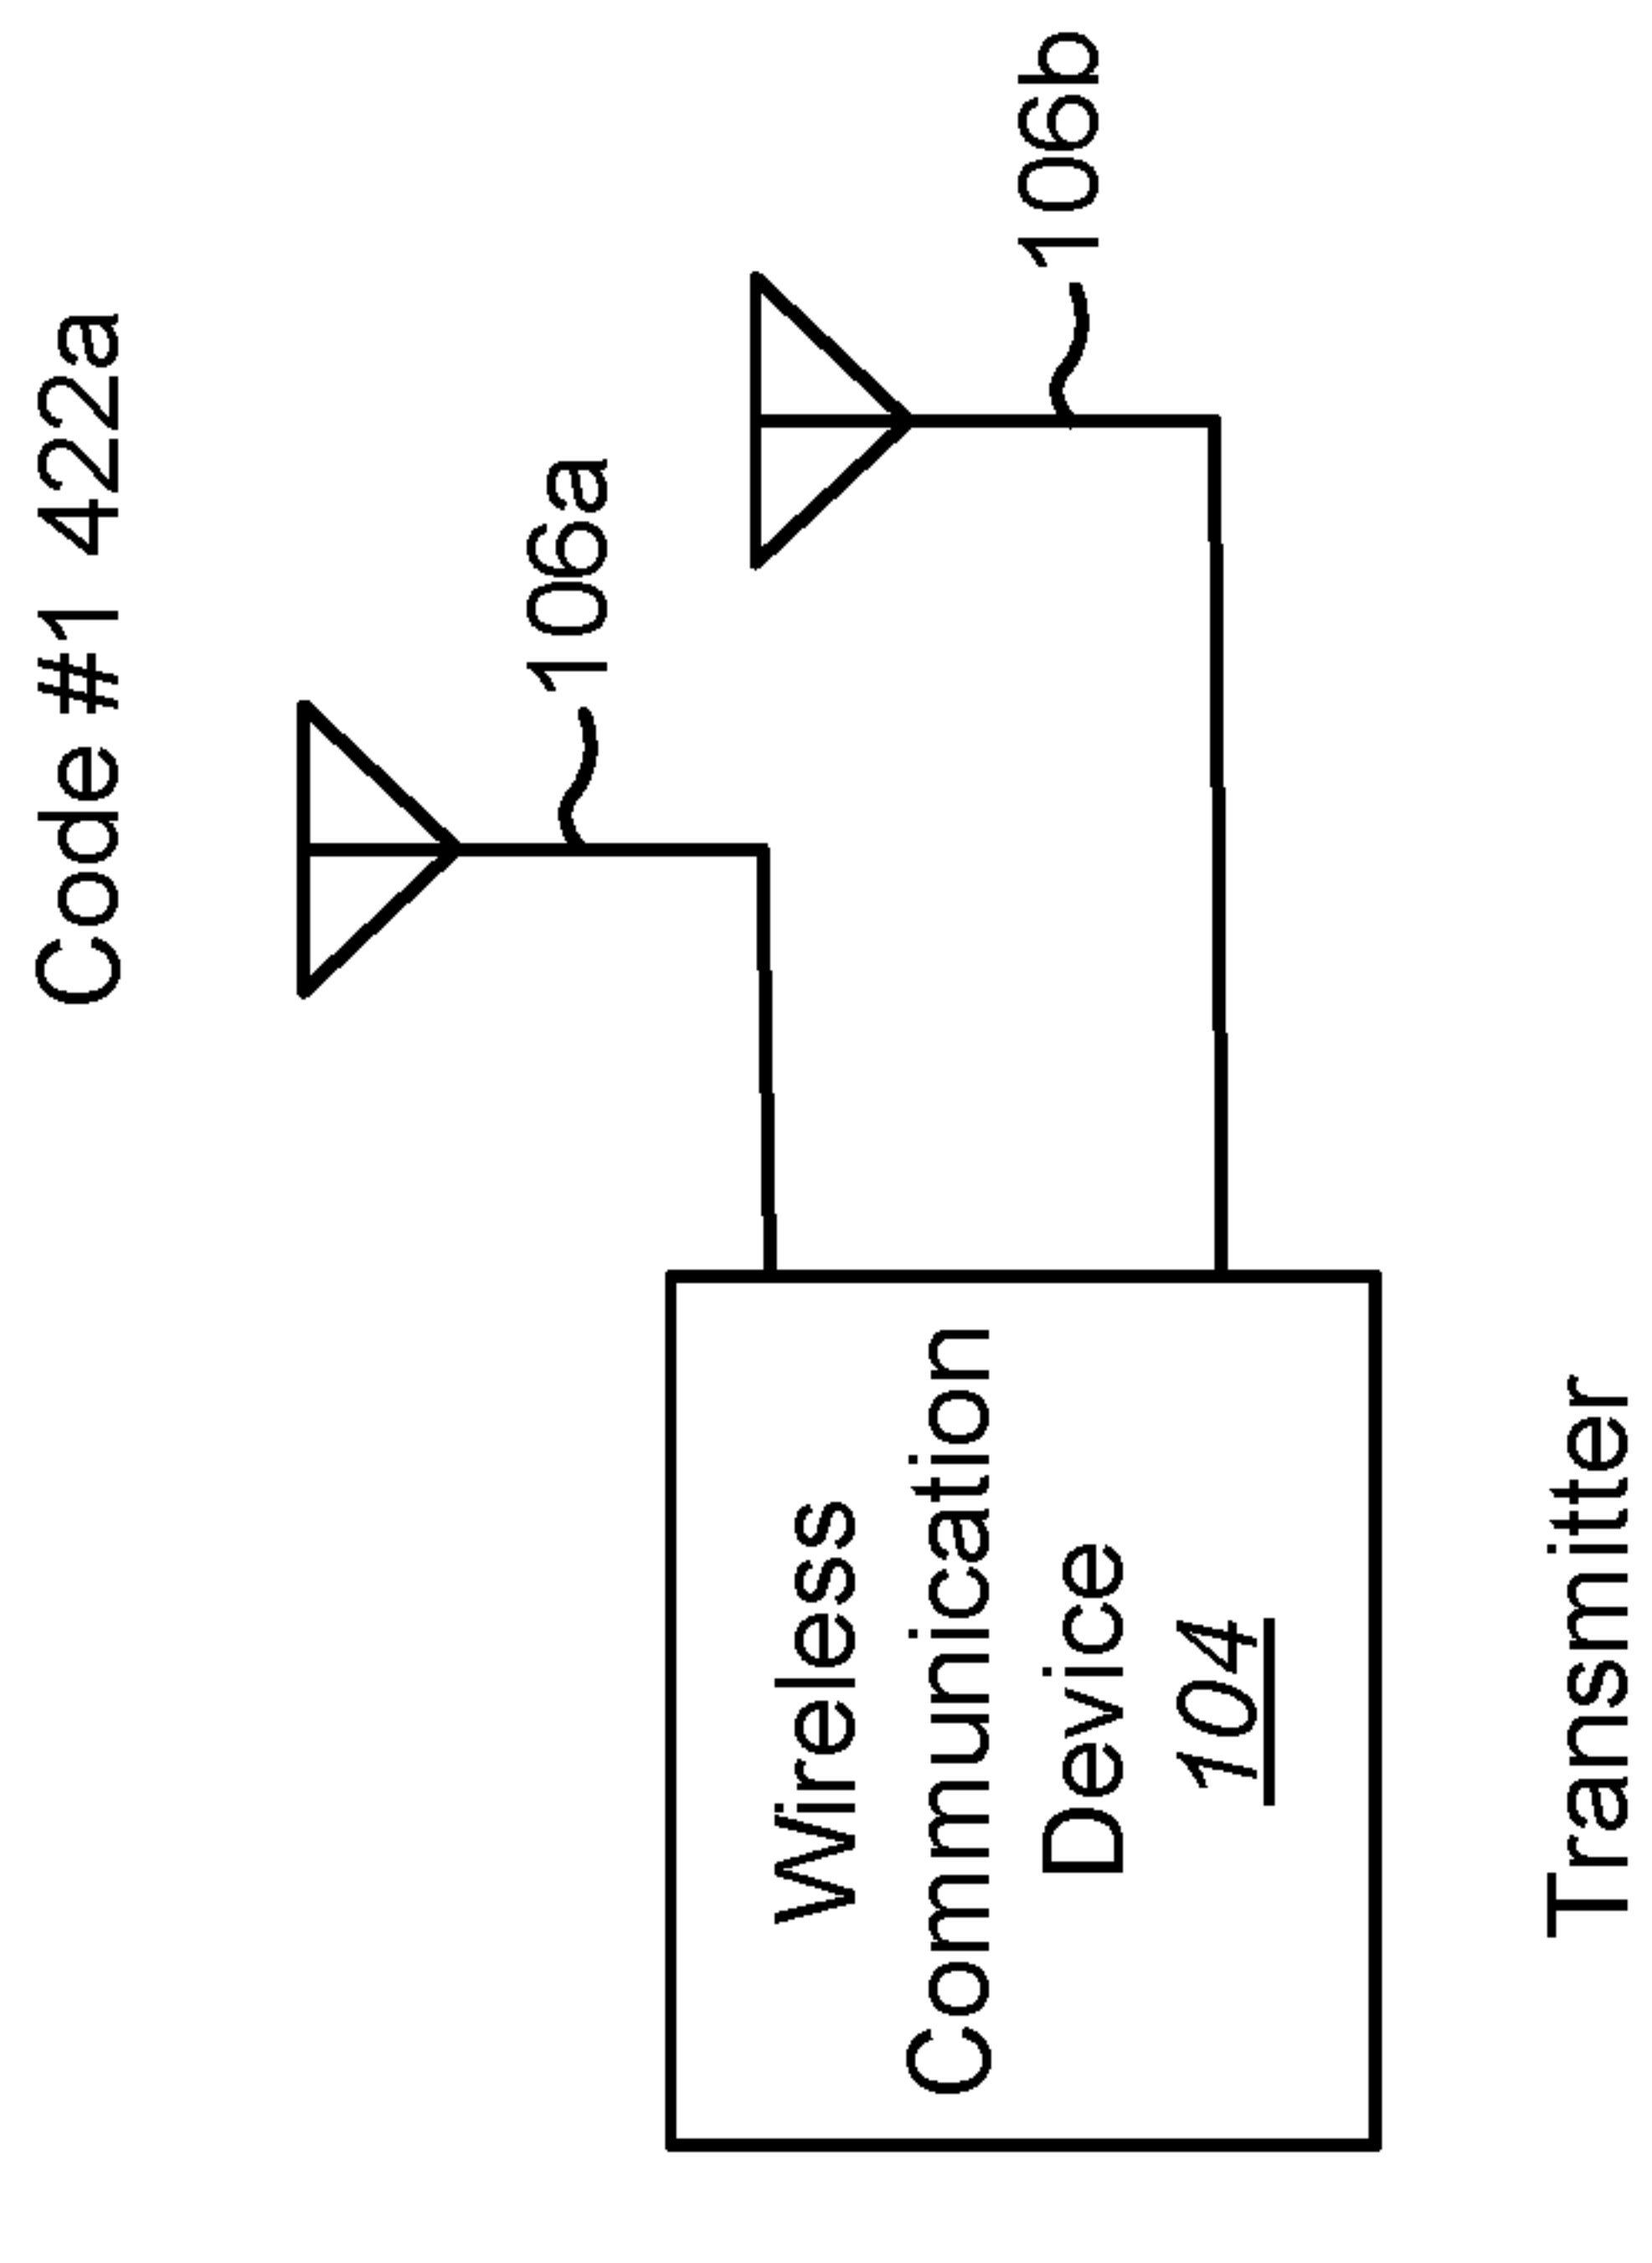 Code #1 422a
106a
106b
Wireless
Communication
Device
104
Transmitter